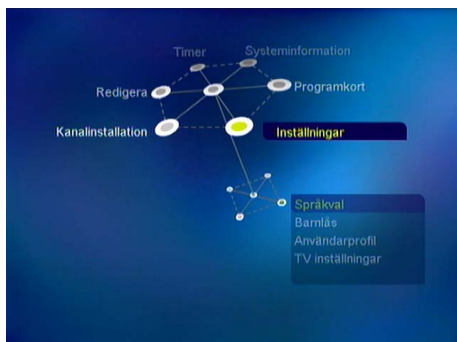 Timer
Systeminformation
Redigera
Programkort
Kanalinstallation
Inställningar
Språkval
Barnlås
Användarprofil
TV inställningar